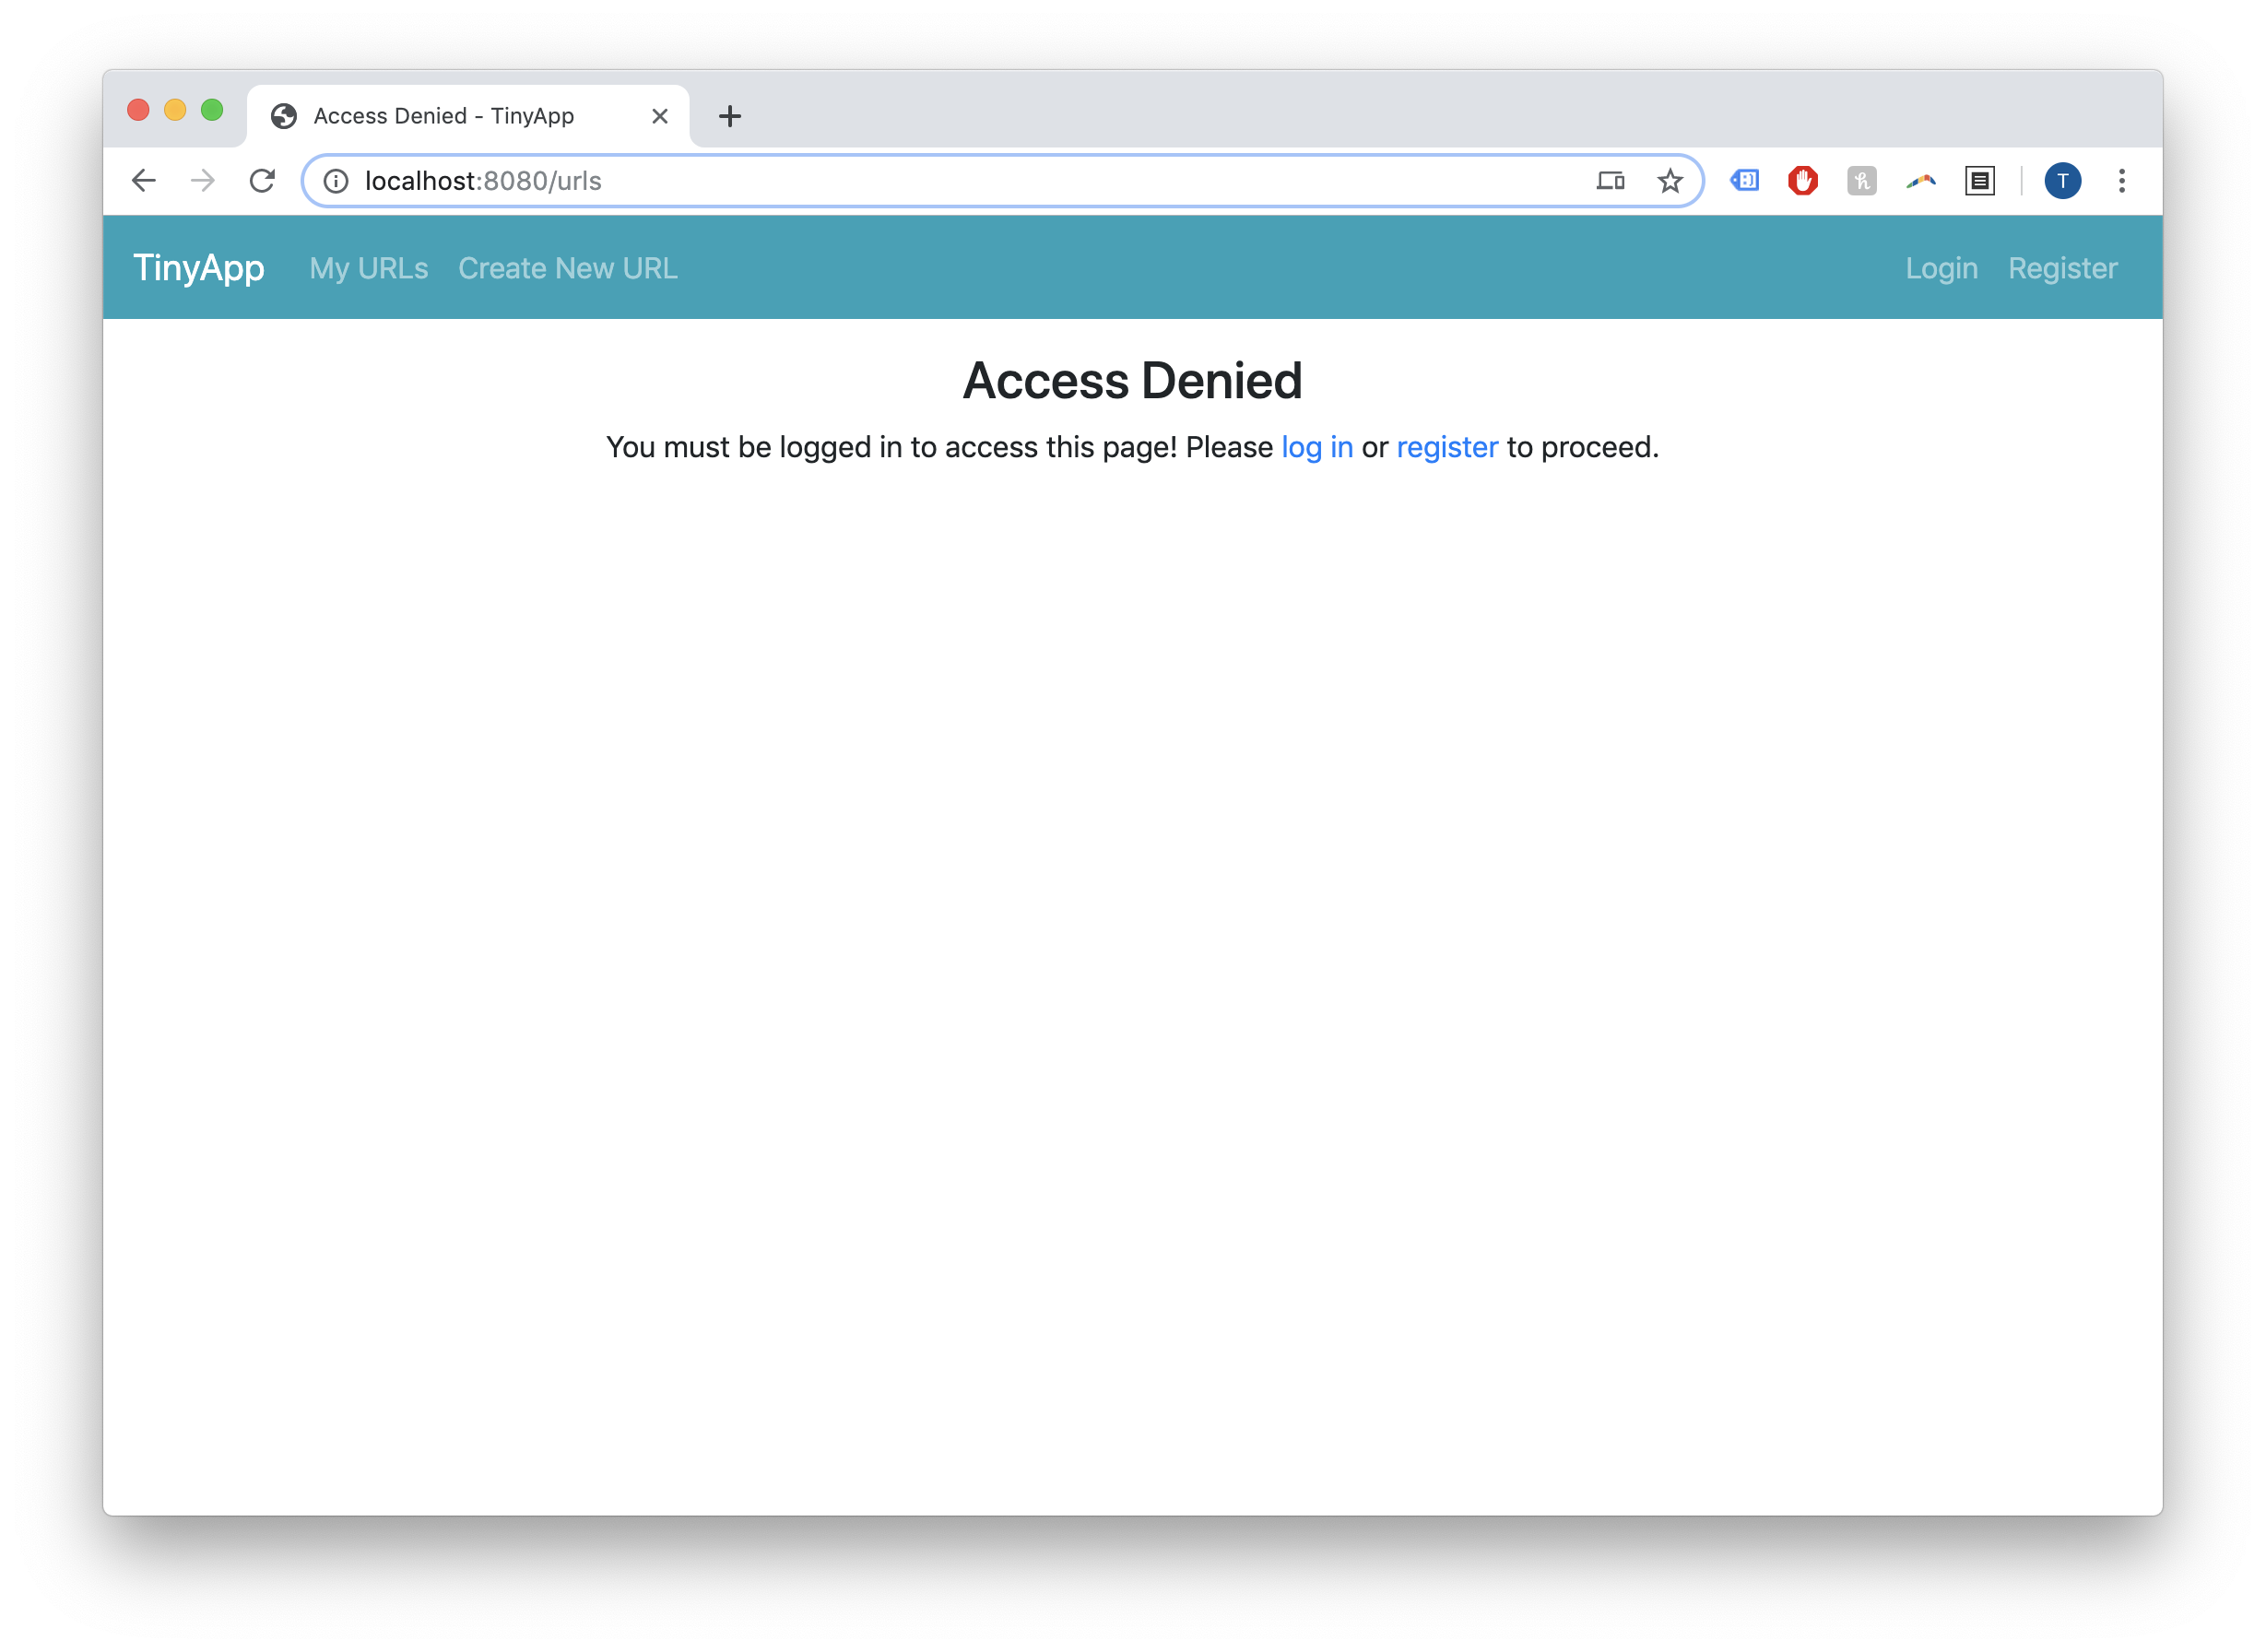 Access Denied - TinyApp
localhost:8080/urls
T
TinyApp My URLs Create New URL Login Register
Access Denied
You must be logged in to access this page! Please log in or register to proceed.